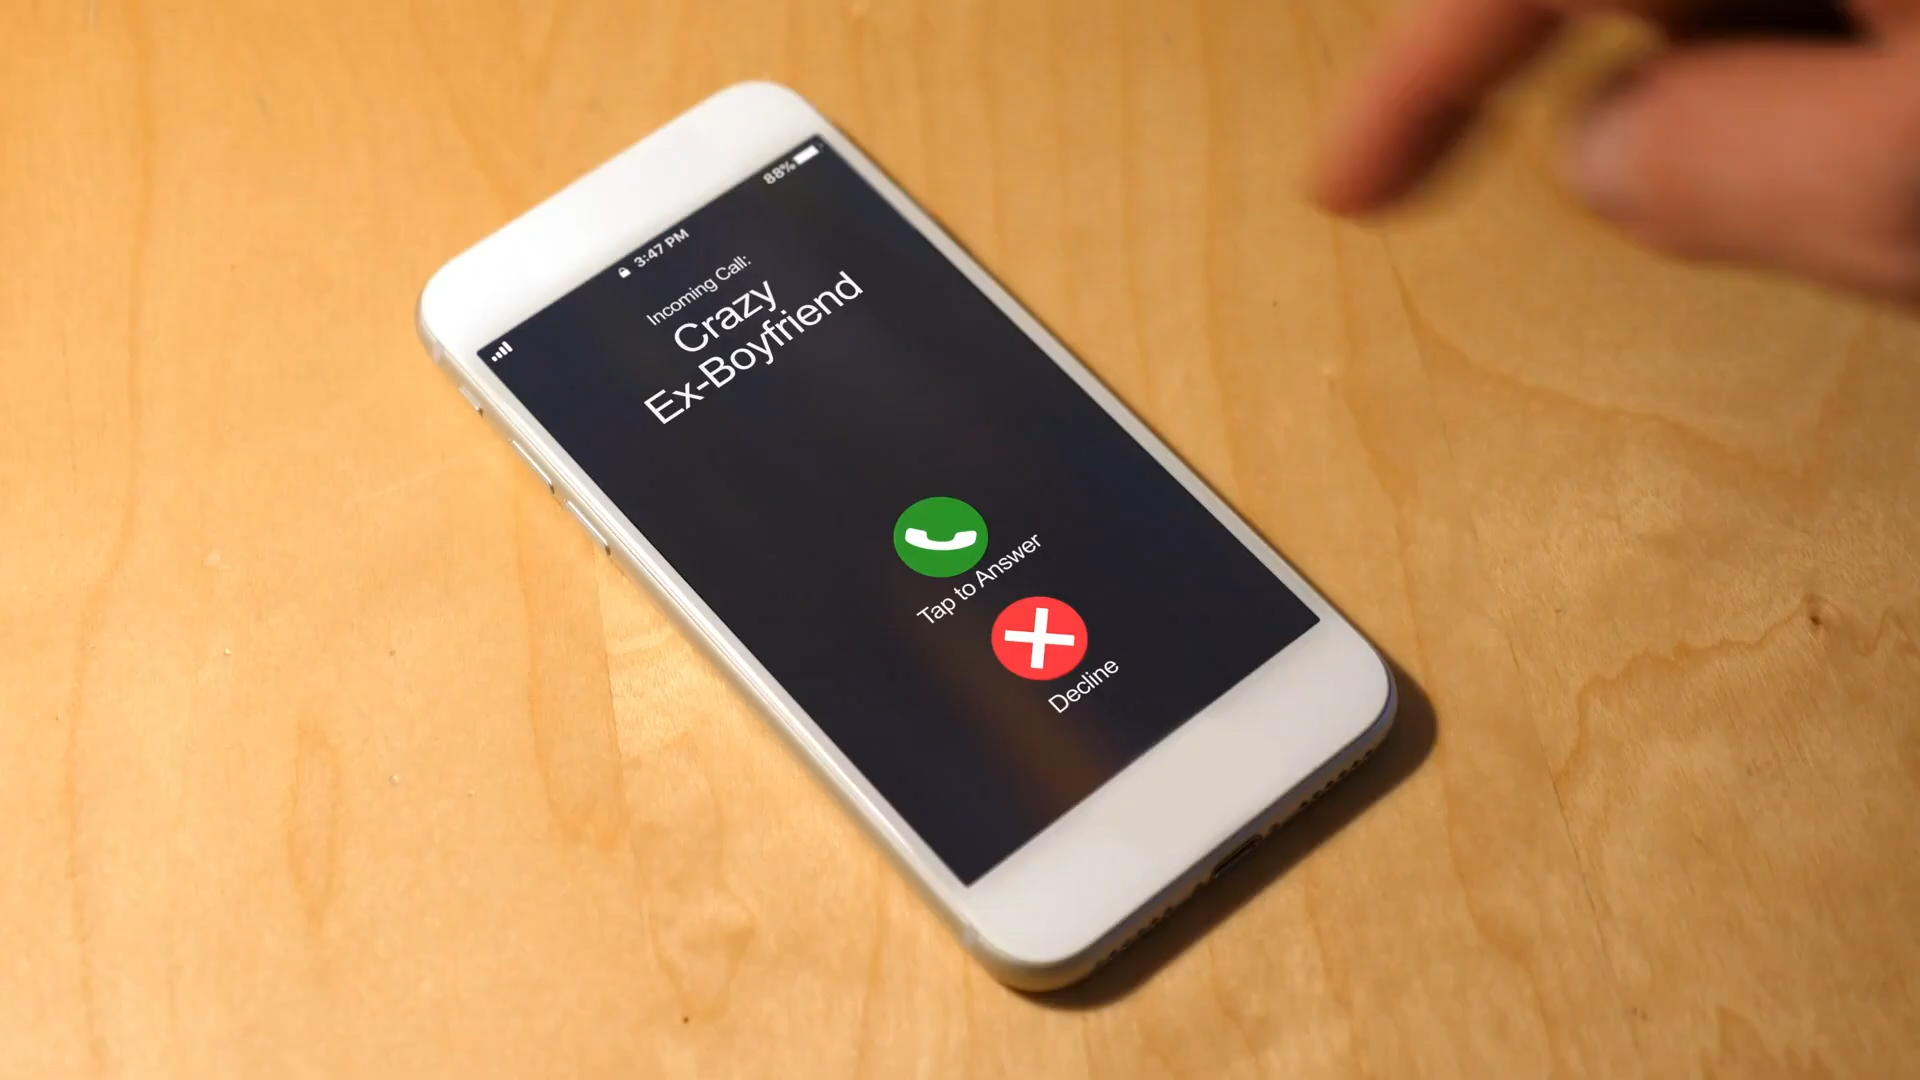 88%
3:47 PM
Incoming Call:
Crazy
Ex-Boyfriend
Tap to Answer
Decline